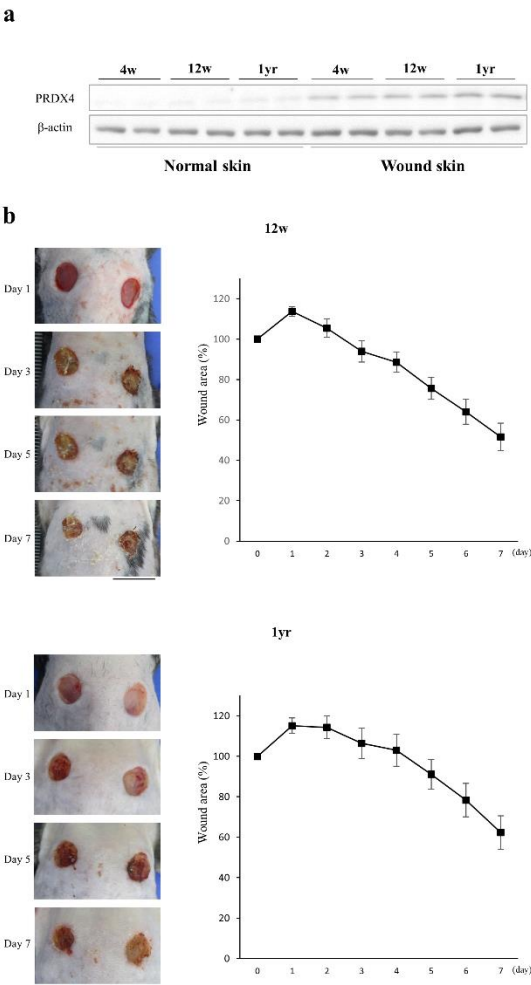 a
4w 12w 1yr 4w 12w 1yr
PRDX4
β-actin
Normal skin Wound skin
b
12w
Day 1
Day 3
Day 5
Day 7
Wound area (%)
120
100
80
60
40
20
0
0 1 2 3 4 5 6 7 (day)
1yr
Day 1
Day 3
Day 5
Day 7
Wound area (%)
120
100
80
60
40
20
0
0 1 2 3 4 5 6 7 (day)